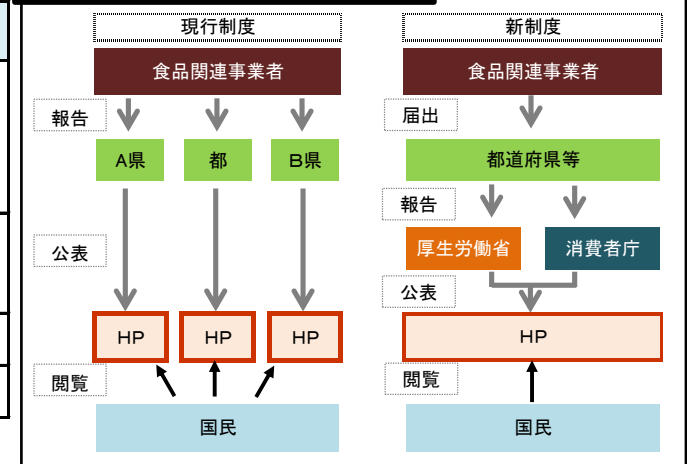 現行制度
食品関連事業者
報告
A県
都
B県
公表
HP
HP
HP
閲覧
国民
新制度
食品関連事業者
届出
都道府県等
報告
厚生労働省
消費者庁
公表
HP
閲覧
国民